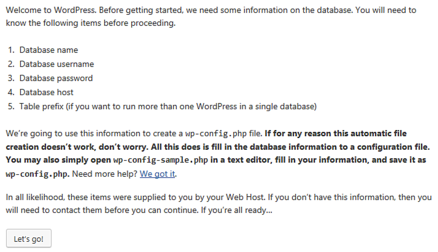 Welcome to WordPress. Before getting started, we need some information on the database. You will need to
know the following items before proceeding.
1. Database name
2. Database username
3. Database password
4. Database host
5. Table prefix (if you want to run more than one WordPress in a single database)
We're going to use this information to create a wp-config.php file. If for any reason this automatic file
creation doesn't work, don't worry. All this does is fill in the database information to a configuration file.
You may also simply open wp-config-sample.php in a text editor, fill in your information, and save it as
wp-config.php. Need more help? We got it.
In all likelihood, these items were supplied to you by your Web Host. If you don't have this information, then you
will need to contact them before you can continue. If you're all ready...
Let's go!